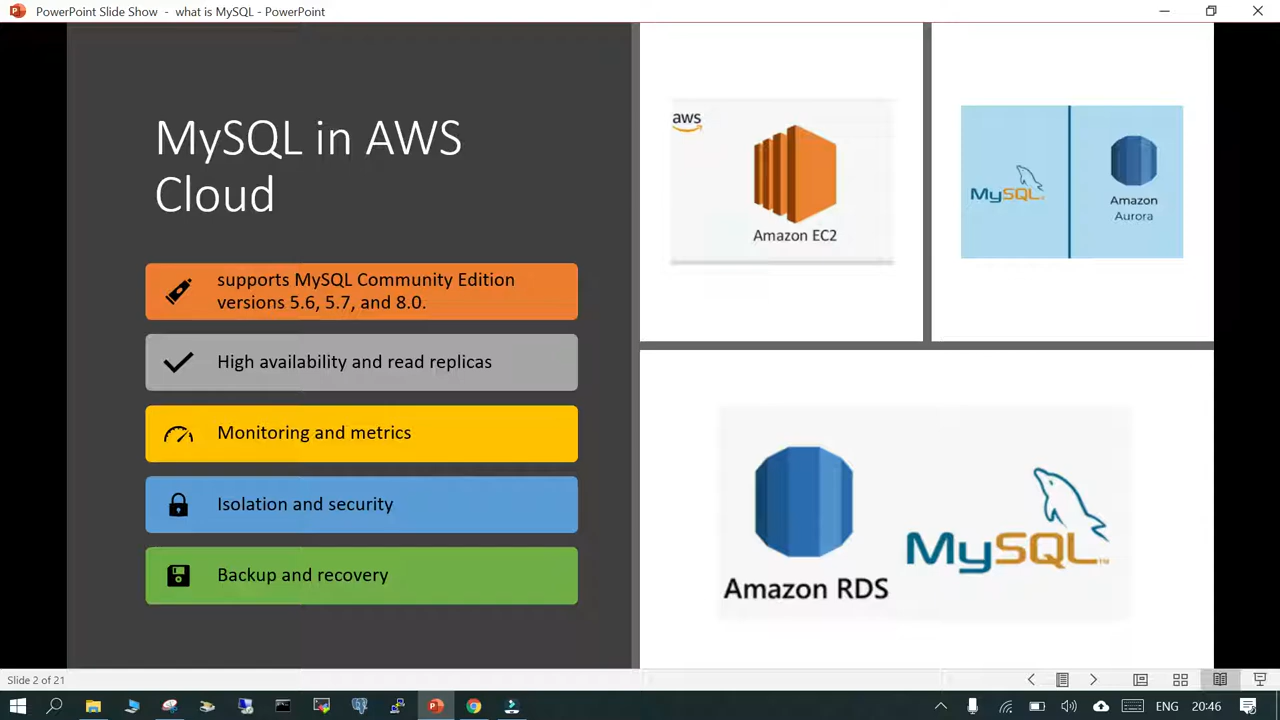 PowerPoint Slide Show - what is MySQL - PowerPoint
MySQL in AWS
Cloud
supports MySQL Community Edition
versions 5.6, 5.7, and 8.0.
High availability and read replicas
Monitoring and metrics
Isolation and security
Backup and recovery
aws
Amazon EC2
MySQL
Amazon
Aurora
Amazon RDS
MySQL™
Slide 2 of 21
ENG
20:46